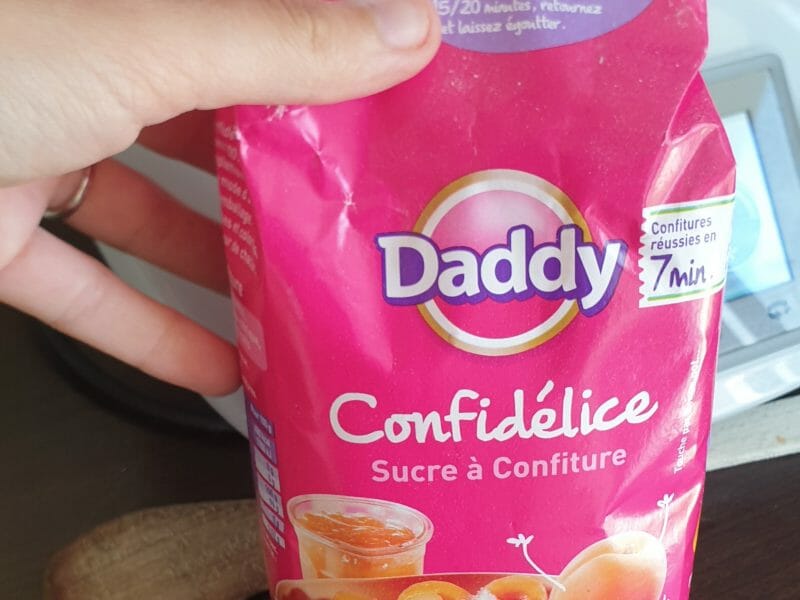 15/20 minutes, retournez
et laissez égoutter.
Daddy
Confitures
réussies en
7min.
Confidélice
Sucre à Confiture